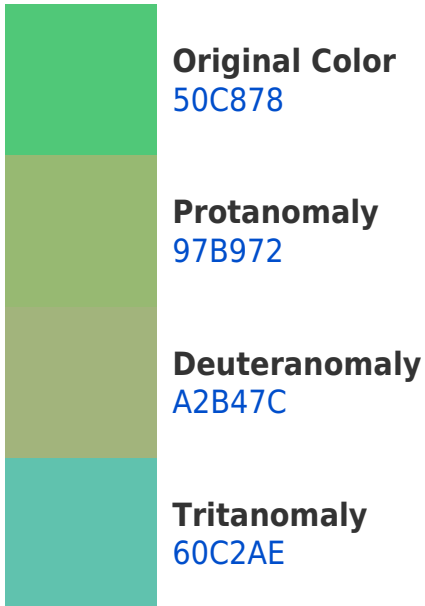 Original Color
50C878
Protanomaly
97B972
Deuteranomaly
A2B47C
Tritanomaly
60C2AE